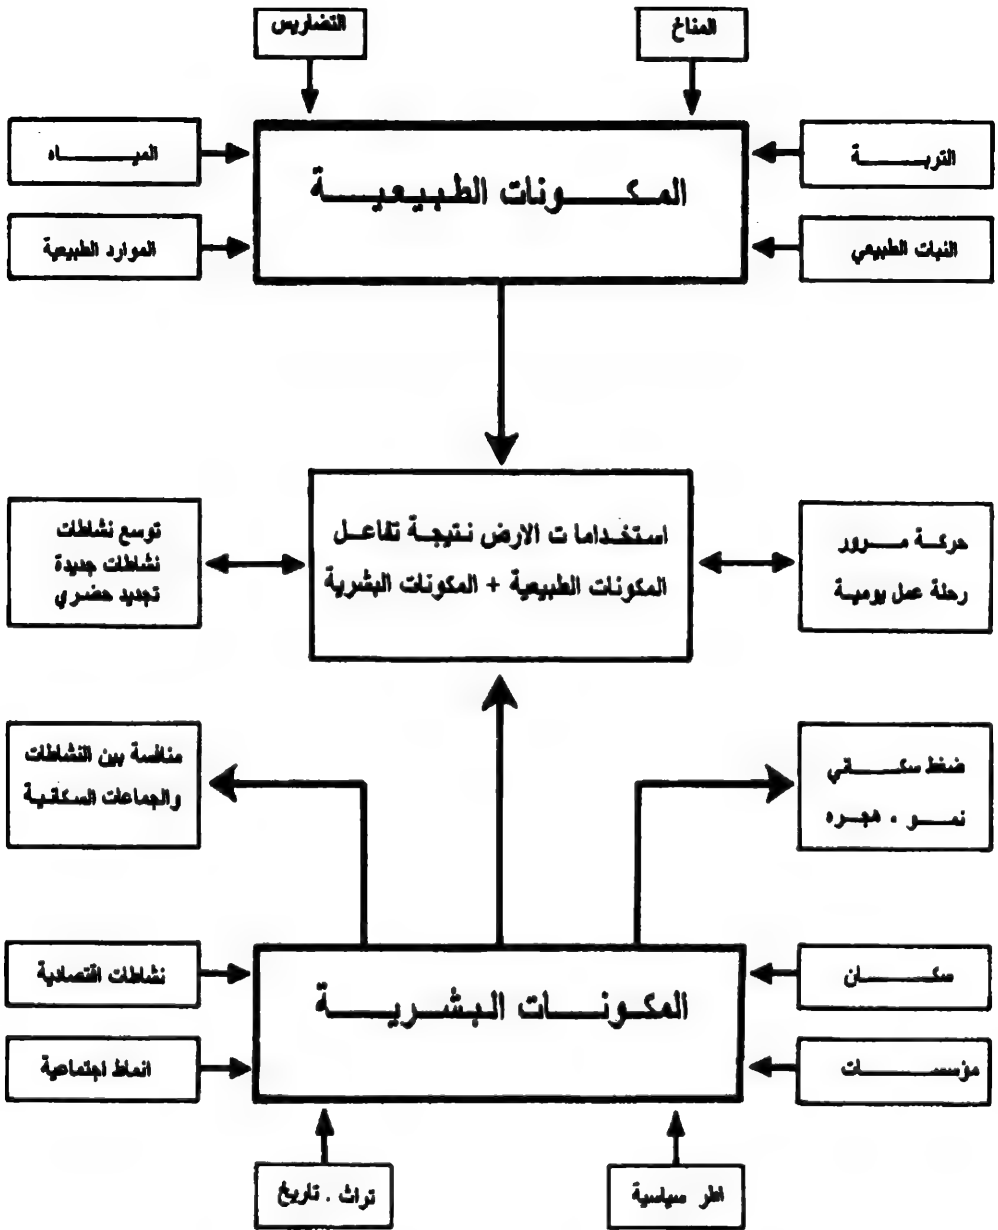 المناخ
التضاريس
التربة
المياه
المكونات الطبيعية
النبات الطبيعي
الموارد الطبيعية
حركة مرور
رحلة عمل يومية
استخدامات الارض نتيجة تفاعل
المكونات الطبيعية + المكونات البشرية
توسع نشاطات
نشاطات جديدة
تجديد حضري
ضغط سكاني
نمو ، هجره
منافسة بين النشاطات
والجماعات السكانية
سكان
نشاطات اقتصادية
المكونات البشرية
مؤسسات
انماط اجتماعية
اطر سياسية
تراث . تاريخ